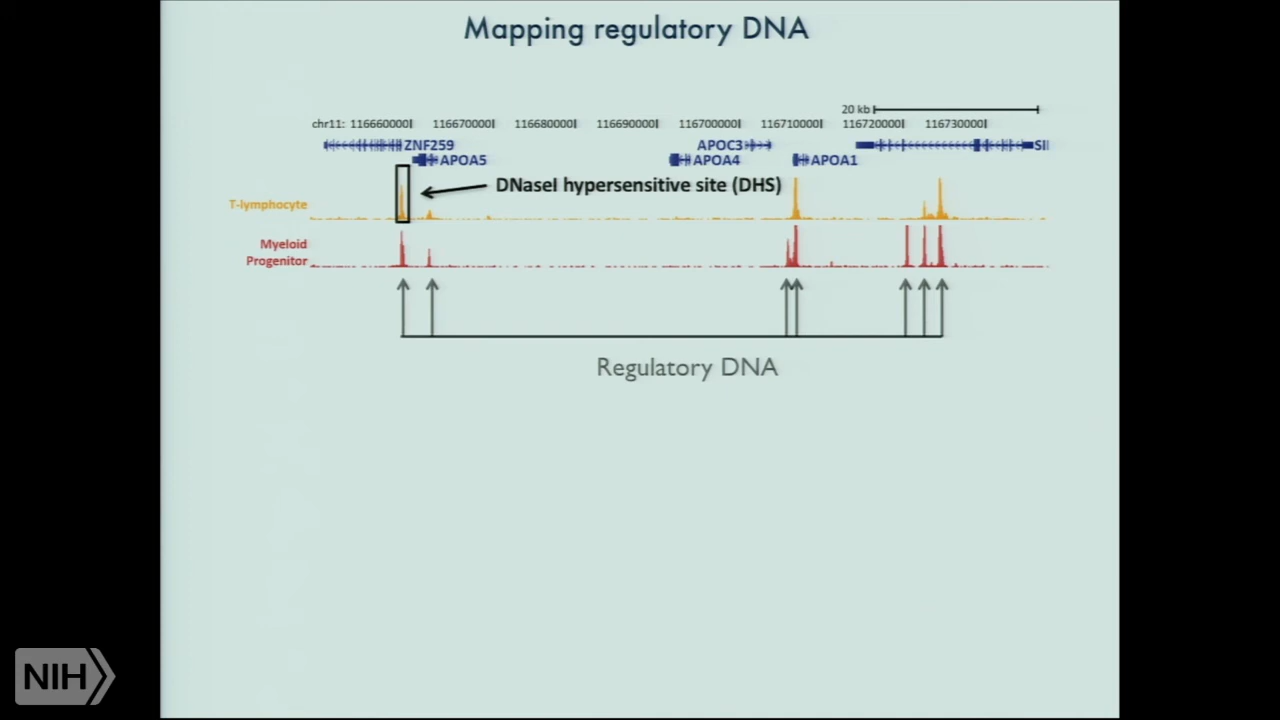 Mapping regulatory DNA
20 kb
chr11: 116660000 116670000 116680000 116690000 116700000 116710000 116720000 116730000
ZNF259 APOC3 SI
APOA5 APOA4 APOA1
DNaseI hypersensitive site (DHS)
T-lymphocyte
Myeloid
Progenitor
Regulatory DNA
NIH